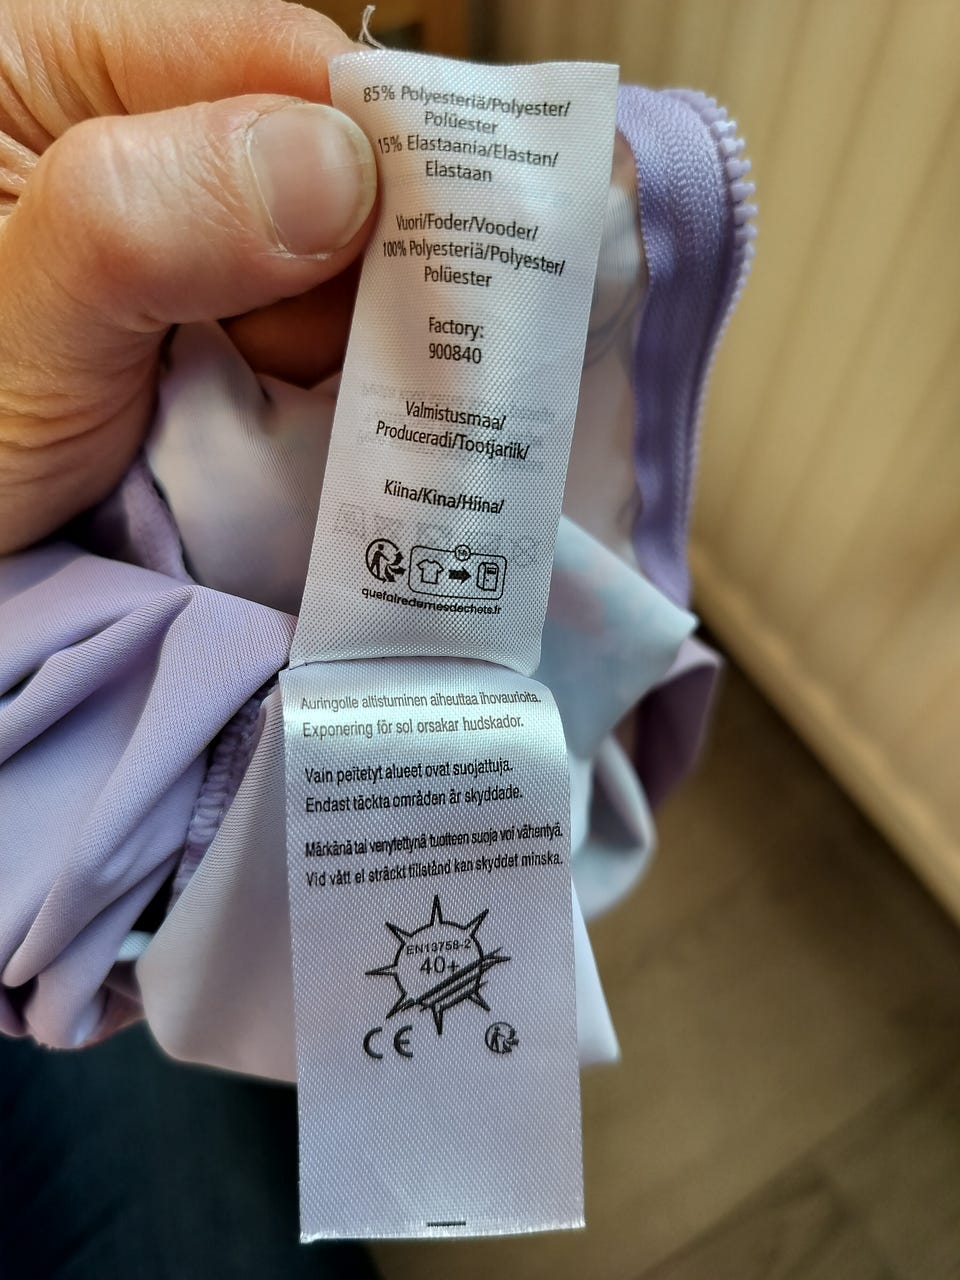 85% Polyesteriä/Polyester/
Polüester
15% Elastaania/Elastan/
Elastaan
Vuori/Foder/Vooder/
100% Polyesteriä/Polyester/
Polüester
Factory:
900840
Valmistusmaa/
Produceradi/Tootjariik/
Kiina/Kina/Hiina/
quefairedemesdechets.fr
Auringolle altistuminen aiheuttaa ihovaurioita.
Exponering för sol orsakar hudskador.
Vain peitetyt alueet ovat suojattuja.
Endast täckta områden är skyddade.
Märkänä tai venytettynä tuotteen suoja voi vähentyä.
Vid vått el sträckt tillstånd kan skyddet minska.
EN13758-2
40+
CE